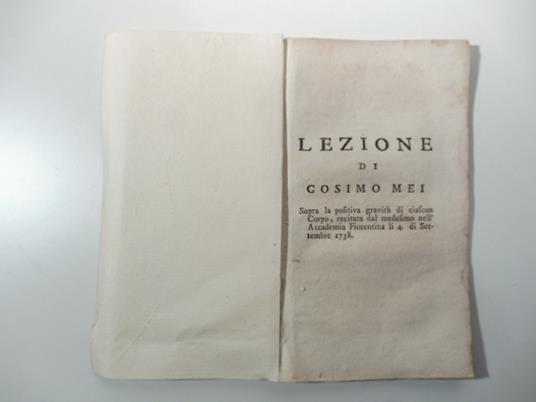 LEZIONE
DI
COSIMO MEI
Sopra la positiva gravità di ciascun
Corpo, recitata dal medesimo nell'
Accademia Fiorentina li 4. di Set-
tembre 1738.